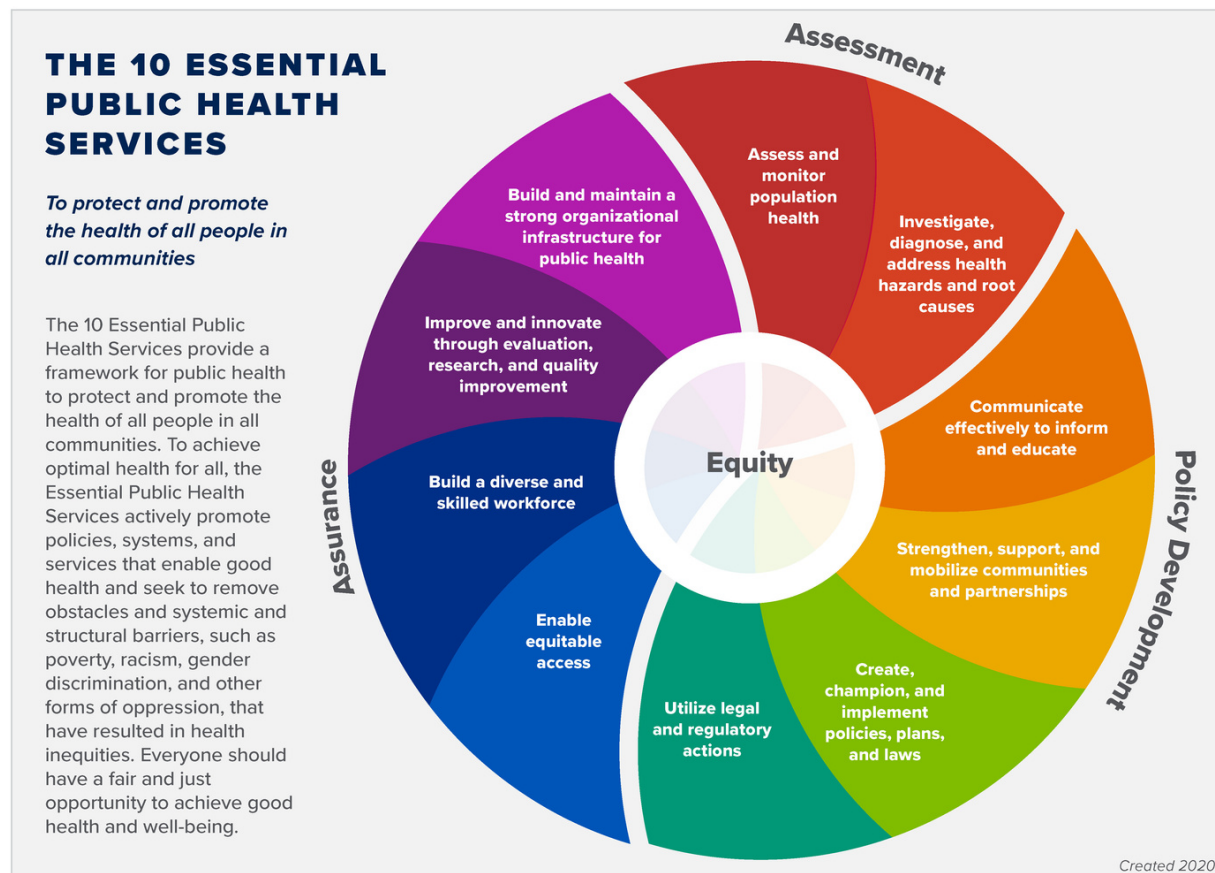 THE 10 ESSENTIAL
PUBLIC HEALTH
SERVICES
To protect and promote
the health of all people in
all communities
The 10 Essential Public
Health Services provide a
framework for public health
to protect and promote the
health of all people in all
communities. To achieve
optimal health for all, the
Essential Public Health
Services actively promote
policies, systems, and
services that enable good
health and seek to remove
obstacles and systemic and
structural barriers, such as
poverty, racism, gender
discrimination, and other
forms of oppression, that
have resulted in health
inequities. Everyone should
have a fair and just
opportunity to achieve good
health and well-being.
Assessment
Assess and
monitor
population
health
Investigate,
diagnose, and
address health
hazards and root
causes
Policy Development
Communicate
effectively to inform
and educate
Strengthen, support, and
mobilize communities
and partnerships
Create,
champion, and
implement
policies, plans,
and laws
Utilize legal
and regulatory
actions
Assurance
Enable
equitable
access
Build a diverse and
skilled workforce
Improve and innovate
through evaluation,
research, and quality
improvement
Build and maintain a
strong organizational
infrastructure for
public health
Equity
Created 2020